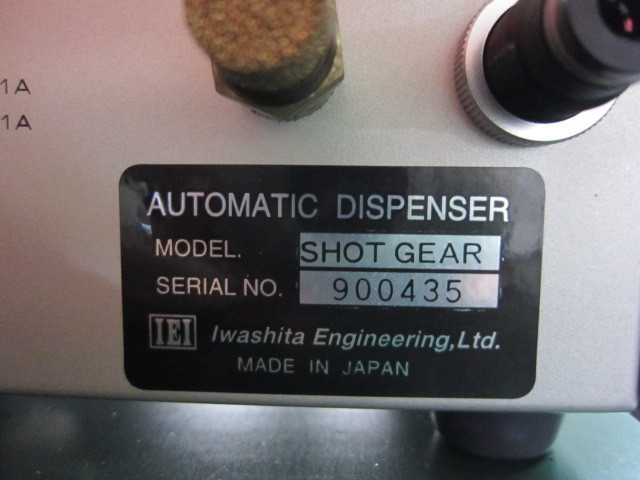 1A
1A
AUTOMATIC DISPENSER
MODEL. SHOT GEAR
SERIAL NO. 900435
IEI Iwashita Engineering,Ltd.
MADE IN JAPAN